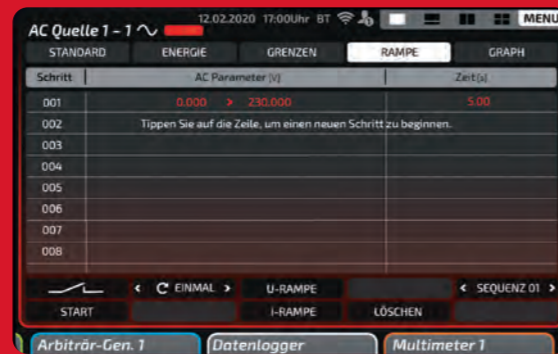 12.02.2020 17:00Uhr BT MENU
AC Quelle 1 - 1
STANDARD ENERGIE GRENZEN RAMPE GRAPH
Schritt AC Parameter [V] Zeit [s]
001 0.000 > 230.000 5.00
002 Tippen Sie auf die Zeile, um einen neuen Schritt zu beginnen.
003
004
005
006
007
008
< EINMAL > U-RAMPE < SEQUENZ 01 >
START I-RAMPE LÖSCHEN
Arbiträr-Gen. 1 Datenlogger Multimeter 1